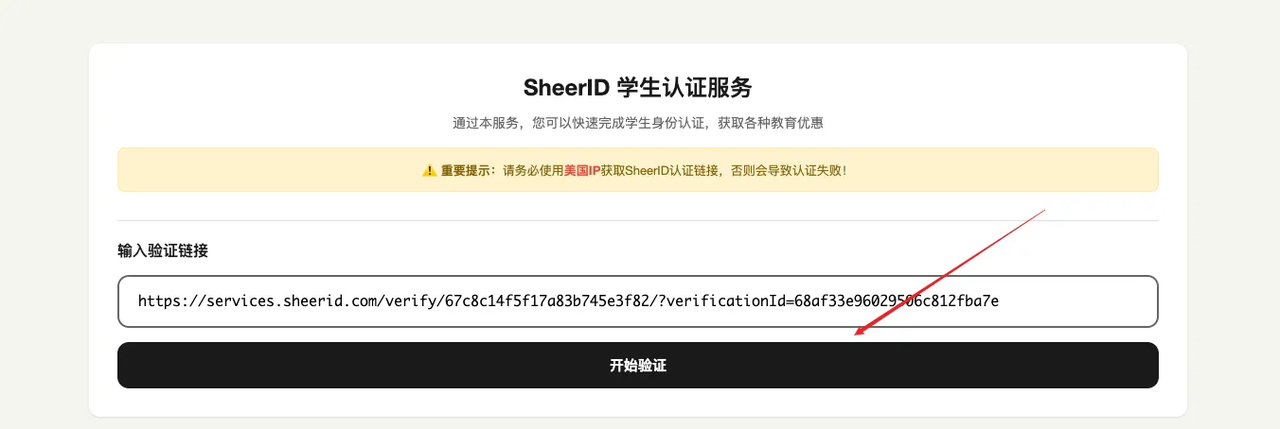 SheerID 学生认证服务
通过本服务，您可以快速完成学生身份认证，获取各种教育优惠
⚠️ 重要提示：请务必使用美国IP获取SheerID认证链接，否则会导致认证失败！
输入验证链接
https://services.sheerid.com/verify/67c8c14f5f17a83b745e3f82/?verificationId=68af33e96029506c812fba7e
开始验证